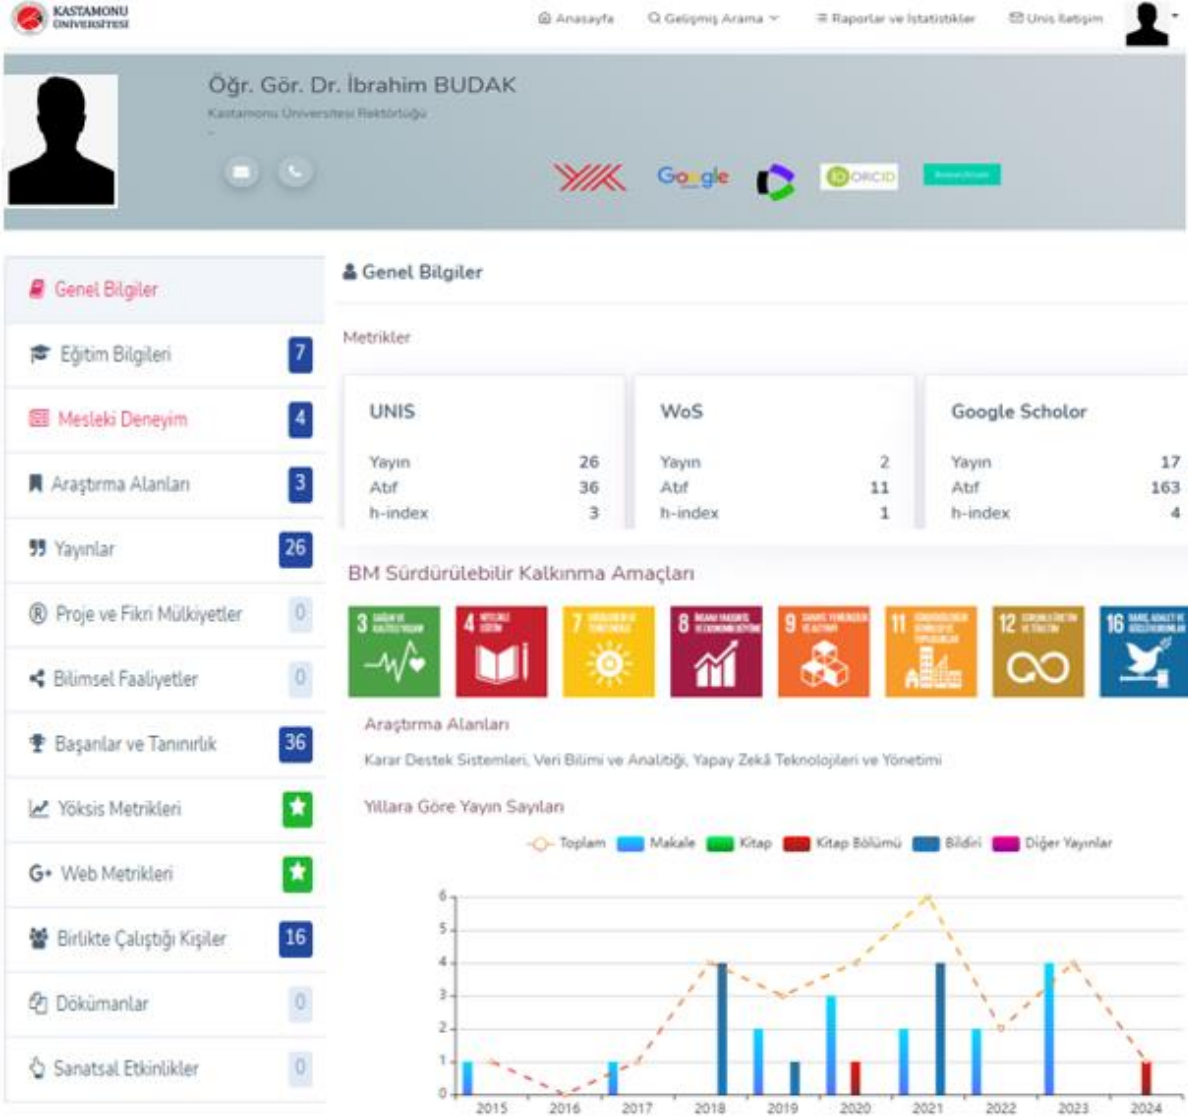 KASTAMONU
ÜNİVERSİTESİ
Anasayfa
Gelişmiş Arama
Raporlar ve İstatistikler
Unis İletişim
Öğr. Gör. Dr. İbrahim BUDAK
Kastamonu Üniversitesi Rektörlüğü
-
Google
ORCID
Genel Bilgiler
Eğitim Bilgileri 7
Mesleki Deneyim 4
Araştırma Alanları 3
Yayınlar 26
Proje ve Fikri Mülkiyetler 0
Bilimsel Faaliyetler 0
Başarılar ve Tanınırlık 36
Yöksis Metrikleri
G+ Web Metrikleri
Birlikte Çalıştığı Kişiler 16
Dökümanlar 0
Sanatsal Etkinlikler 0
Genel Bilgiler
Metrikler
UNIS
Yayın 26
Atıf 36
h-index 3
WoS
Yayın 2
Atıf 11
h-index 1
Google Scholor
Yayın 17
Atıf 163
h-index 4
BM Sürdürülebilir Kalkınma Amaçları
3
4 NİTELİKLİ
EĞİTİM
7
8
9
11
12
16
Araştırma Alanları
Karar Destek Sistemleri, Veri Bilimi ve Analitiği, Yapay Zekâ Teknolojileri ve Yönetimi
Yıllara Göre Yayın Sayıları
Toplam Makale Kitap Kitap Bölümü Bildiri Diğer Yayınlar
6
5
4
3
2
1
0
2015 2016 2017 2018 2019 2020 2021 2022 2023 2024